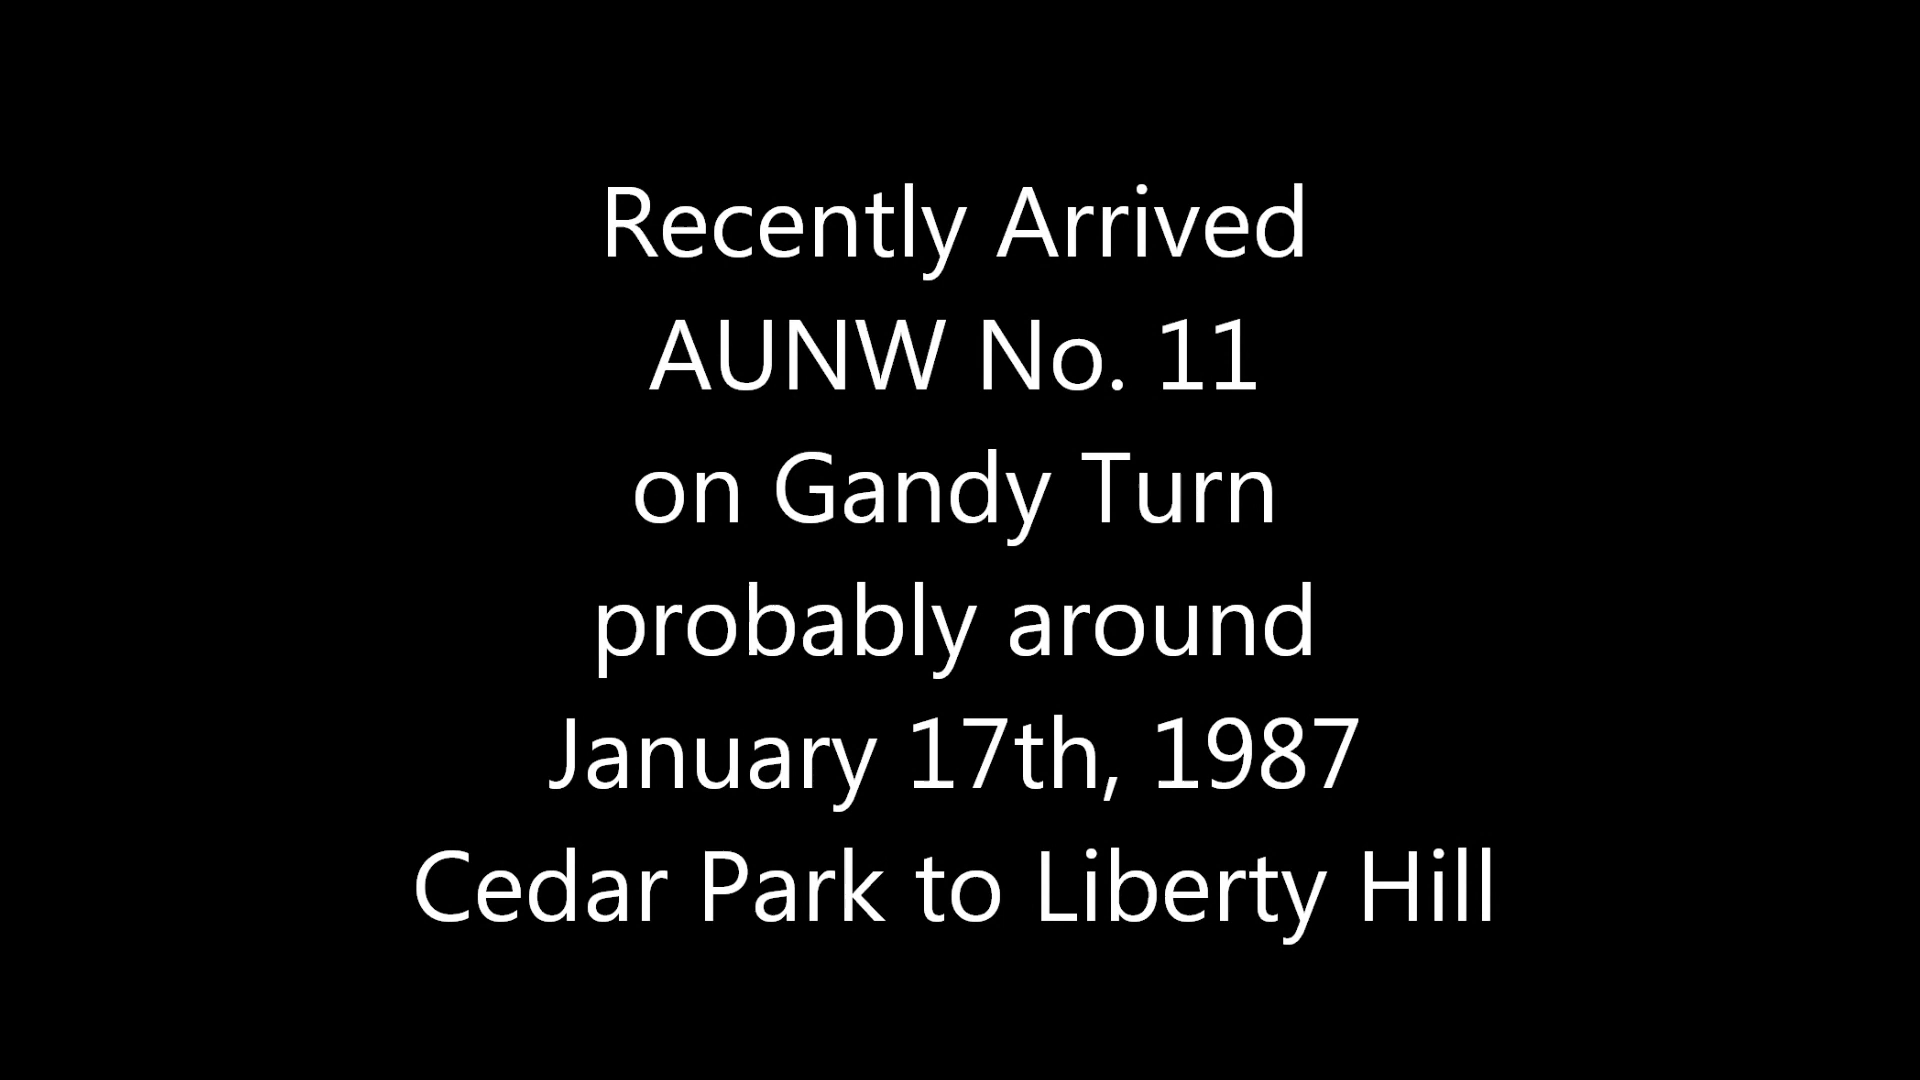 Recently Arrived
AUNW No. 11
on Gandy Turn
probably around
January 17th, 1987
Cedar Park to Liberty Hill